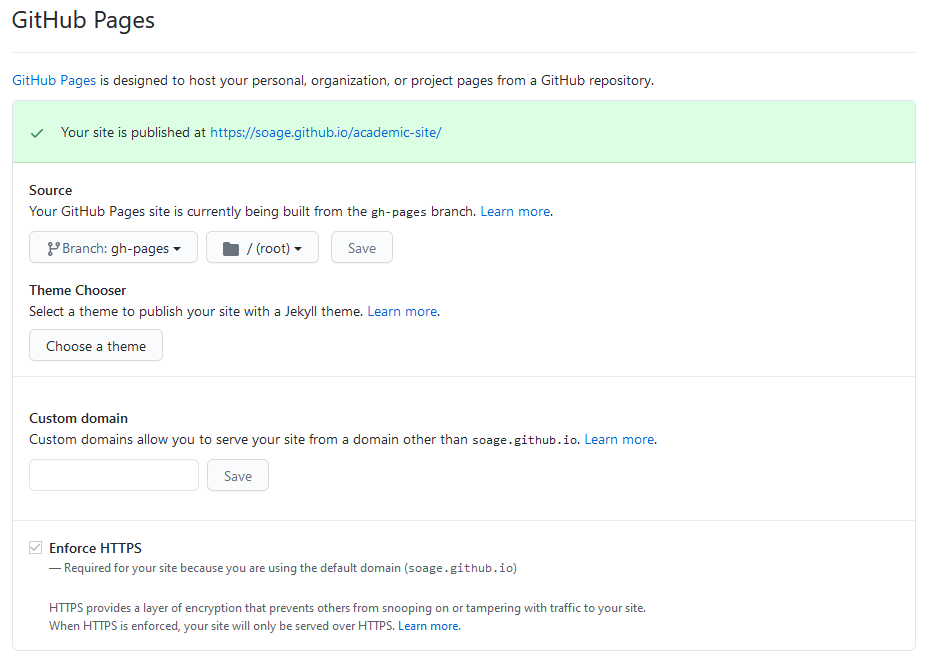 GitHub Pages
GitHub Pages is designed to host your personal, organization, or project pages from a GitHub repository.
Your site is published at https://soage.github.io/academic-site/
Source
Your GitHub Pages site is currently being built from the gh-pages branch. Learn more.
Branch: gh-pages / (root) Save
Theme Chooser
Select a theme to publish your site with a Jekyll theme. Learn more.
Choose a theme
Custom domain
Custom domains allow you to serve your site from a domain other than soage.github.io. Learn more.
Save
Enforce HTTPS
— Required for your site because you are using the default domain (soage.github.io)
HTTPS provides a layer of encryption that prevents others from snooping on or tampering with traffic to your site.
When HTTPS is enforced, your site will only be served over HTTPS. Learn more.